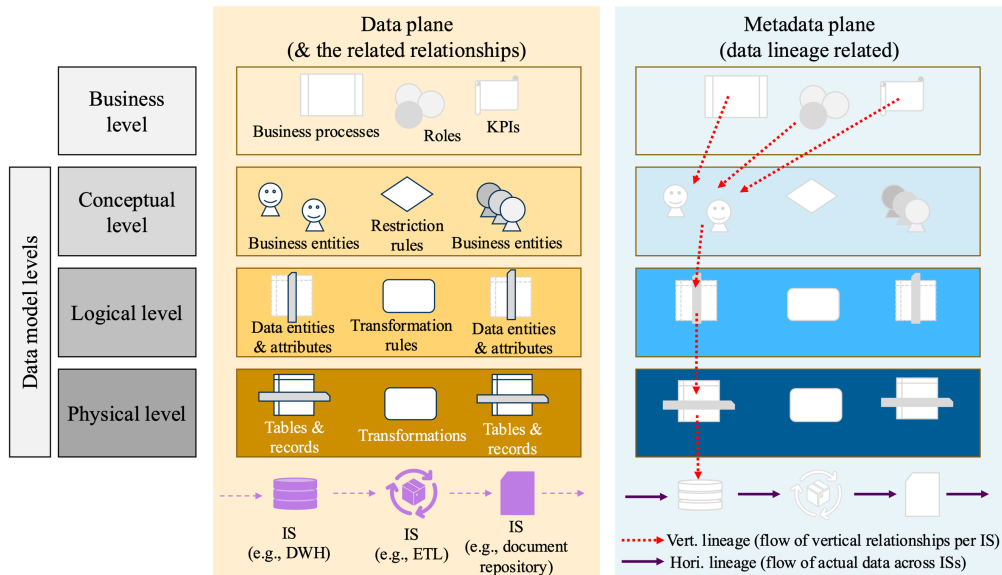 Data plane
(& the related relationships)
Metadata plane
(data lineage related)
Business
level
Business processes
Roles
KPIs
Data model levels
Conceptual
level
Business entities
Restriction
rules
Business entities
Logical level
Data entities
& attributes
Transformation
rules
Data entities
& attributes
Physical level
Tables &
records
Transformations
Tables &
records
IS
(e.g., DWH)
IS
(e.g., ETL)
IS
(e.g., document
repository)
Vert. lineage (flow of vertical relationships per IS)
Hori. lineage (flow of actual data across ISs)